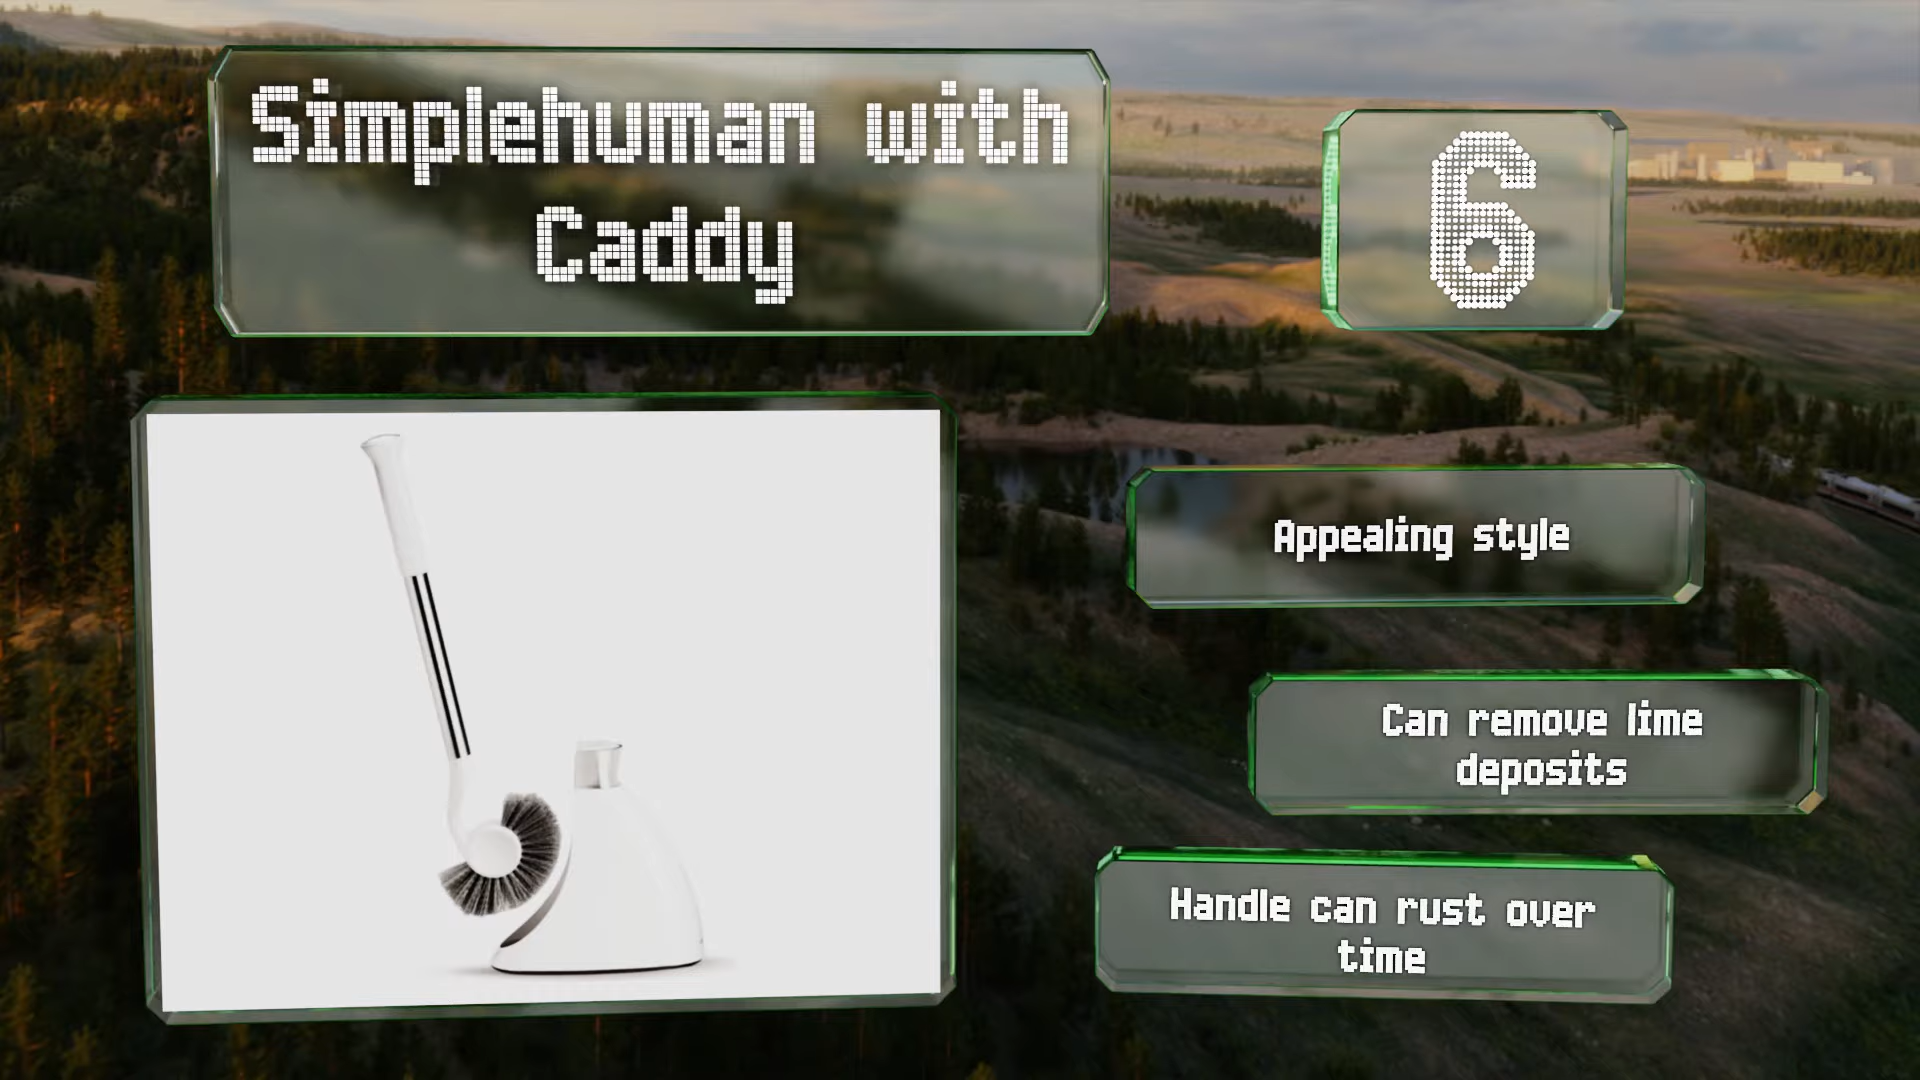 Simplehuman with
Caddy
6
Appealing style
Can remove lime
deposits
Handle can rust over
time